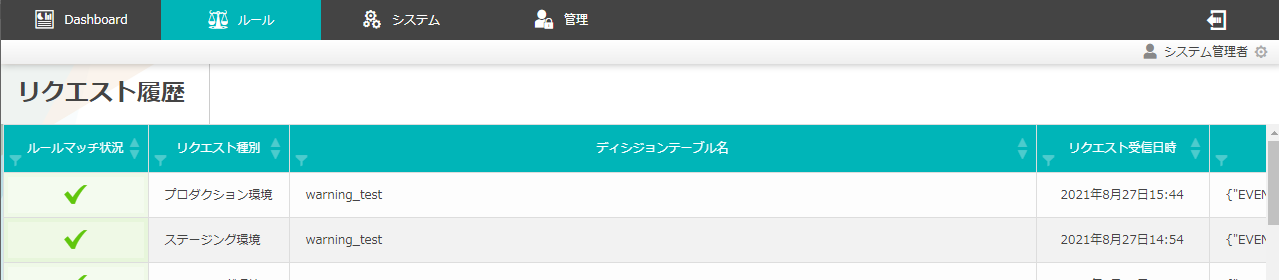 Dashboard ルール システム 管理
システム管理者
リクエスト履歴
ルールマッチ状況 リクエスト種別 ディシジョンテーブル名 リクエスト受信日時
プロダクション環境 warning_test 2021年8月27日15:44 {"EVEN
ステージング環境 warning_test 2021年8月27日14:54 {"EVEN